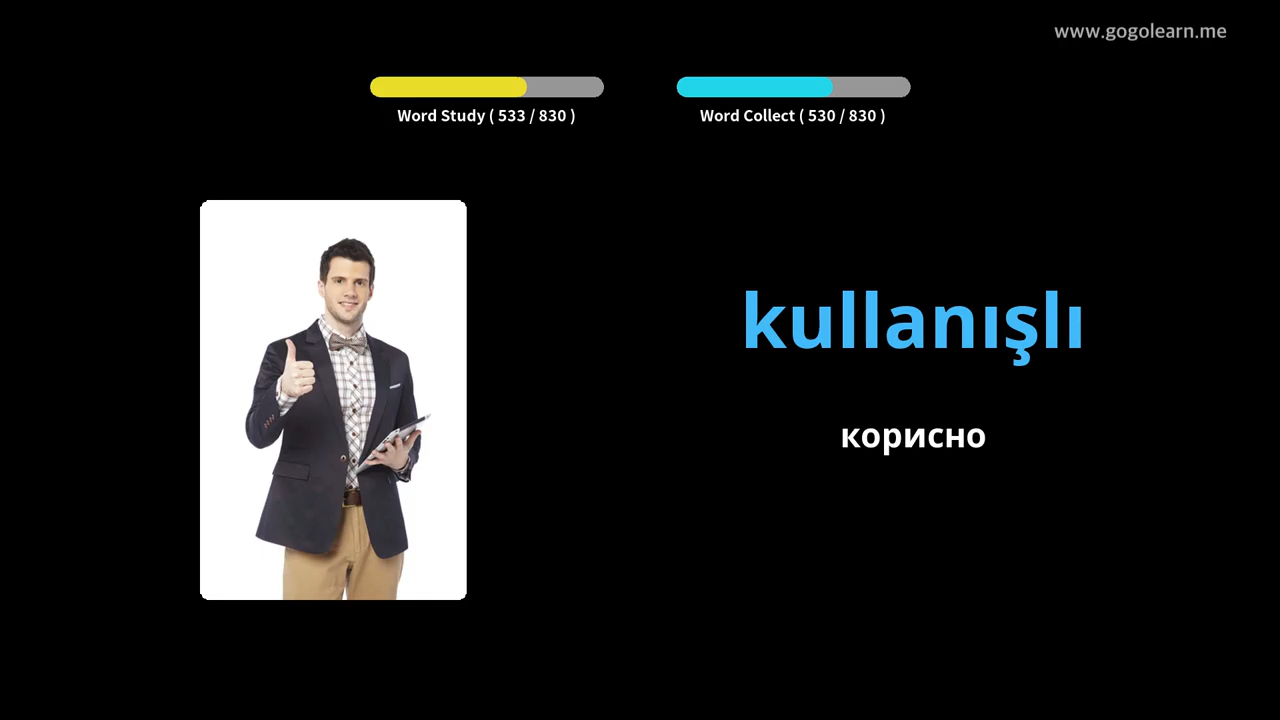 www.gogolearn.me
Word Study ( 533 / 830 )
Word Collect ( 530 / 830 )
kullanışlı
корисно